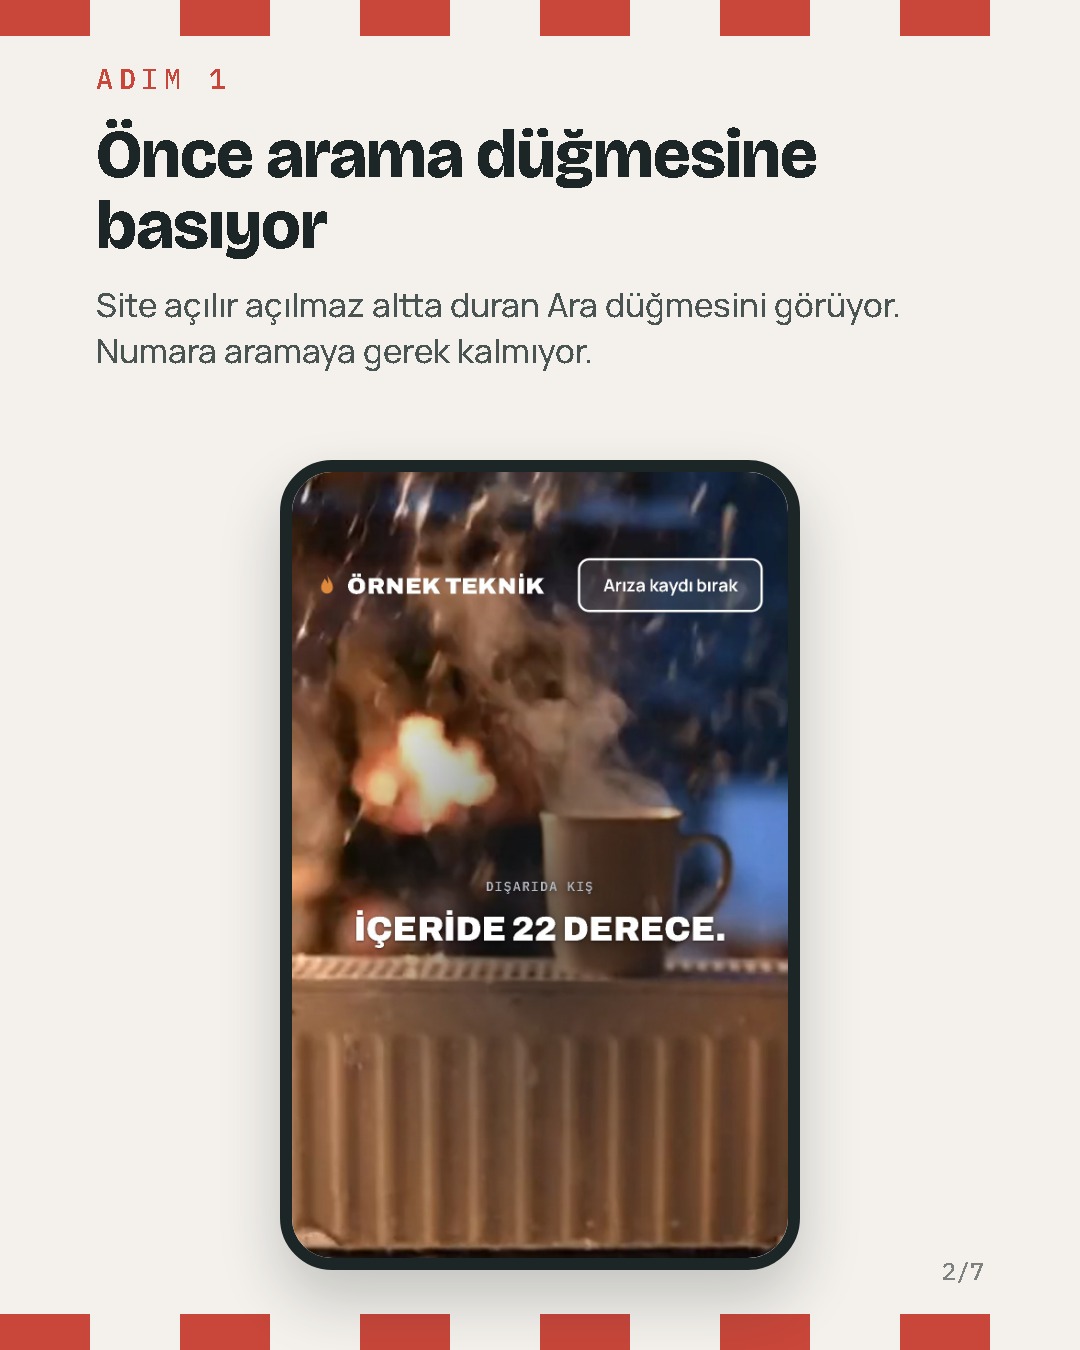 ADIM 1
Önce arama düğmesine
basıyor
Site açılır açılmaz altta duran Ara düğmesini görüyor.
Numara aramaya gerek kalmıyor.
ÖRNEK TEKNİK
Arıza kaydı bırak
DIŞARIDA KIŞ
İÇERİDE 22 DERECE.
2/7